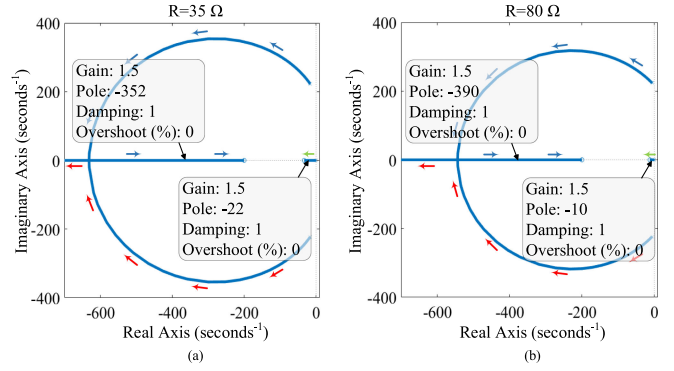 R=35 Ω
400
200
0
-200
-400
-600
-400
-200
0
Imaginary Axis (seconds⁻¹)
Real Axis (seconds⁻¹)
Gain: 1.5
Pole: -352
Damping: 1
Overshoot (%): 0
Gain: 1.5
Pole: -22
Damping: 1
Overshoot (%): 0
(a)
R=80 Ω
400
200
0
-200
-400
-600
-400
-200
0
Imaginary Axis (seconds⁻¹)
Real Axis (seconds⁻¹)
Gain: 1.5
Pole: -390
Damping: 1
Overshoot (%): 0
Gain: 1.5
Pole: -10
Damping: 1
Overshoot (%): 0
(b)